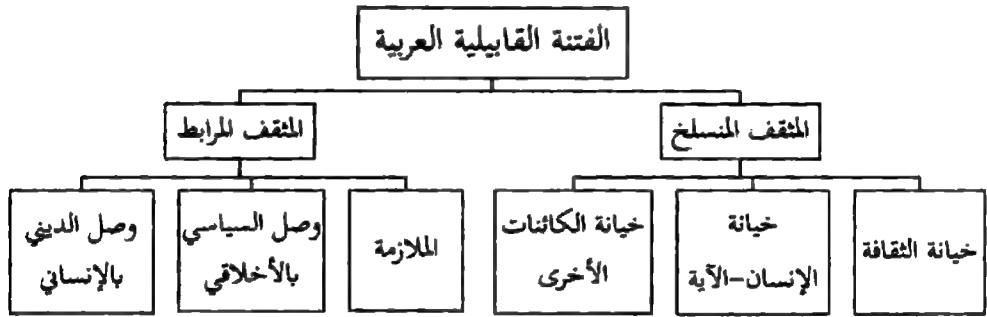 الفتنة القابيلية العربية
المثقف المنسلخ
المثقف المرابط
خيانة الثقافة
خيانة
الإنسان-الآية
خيانة الكائنات
الأخرى
الملازمة
وصل السياسي
بالأخلاقي
وصل الديني
بالإنساني